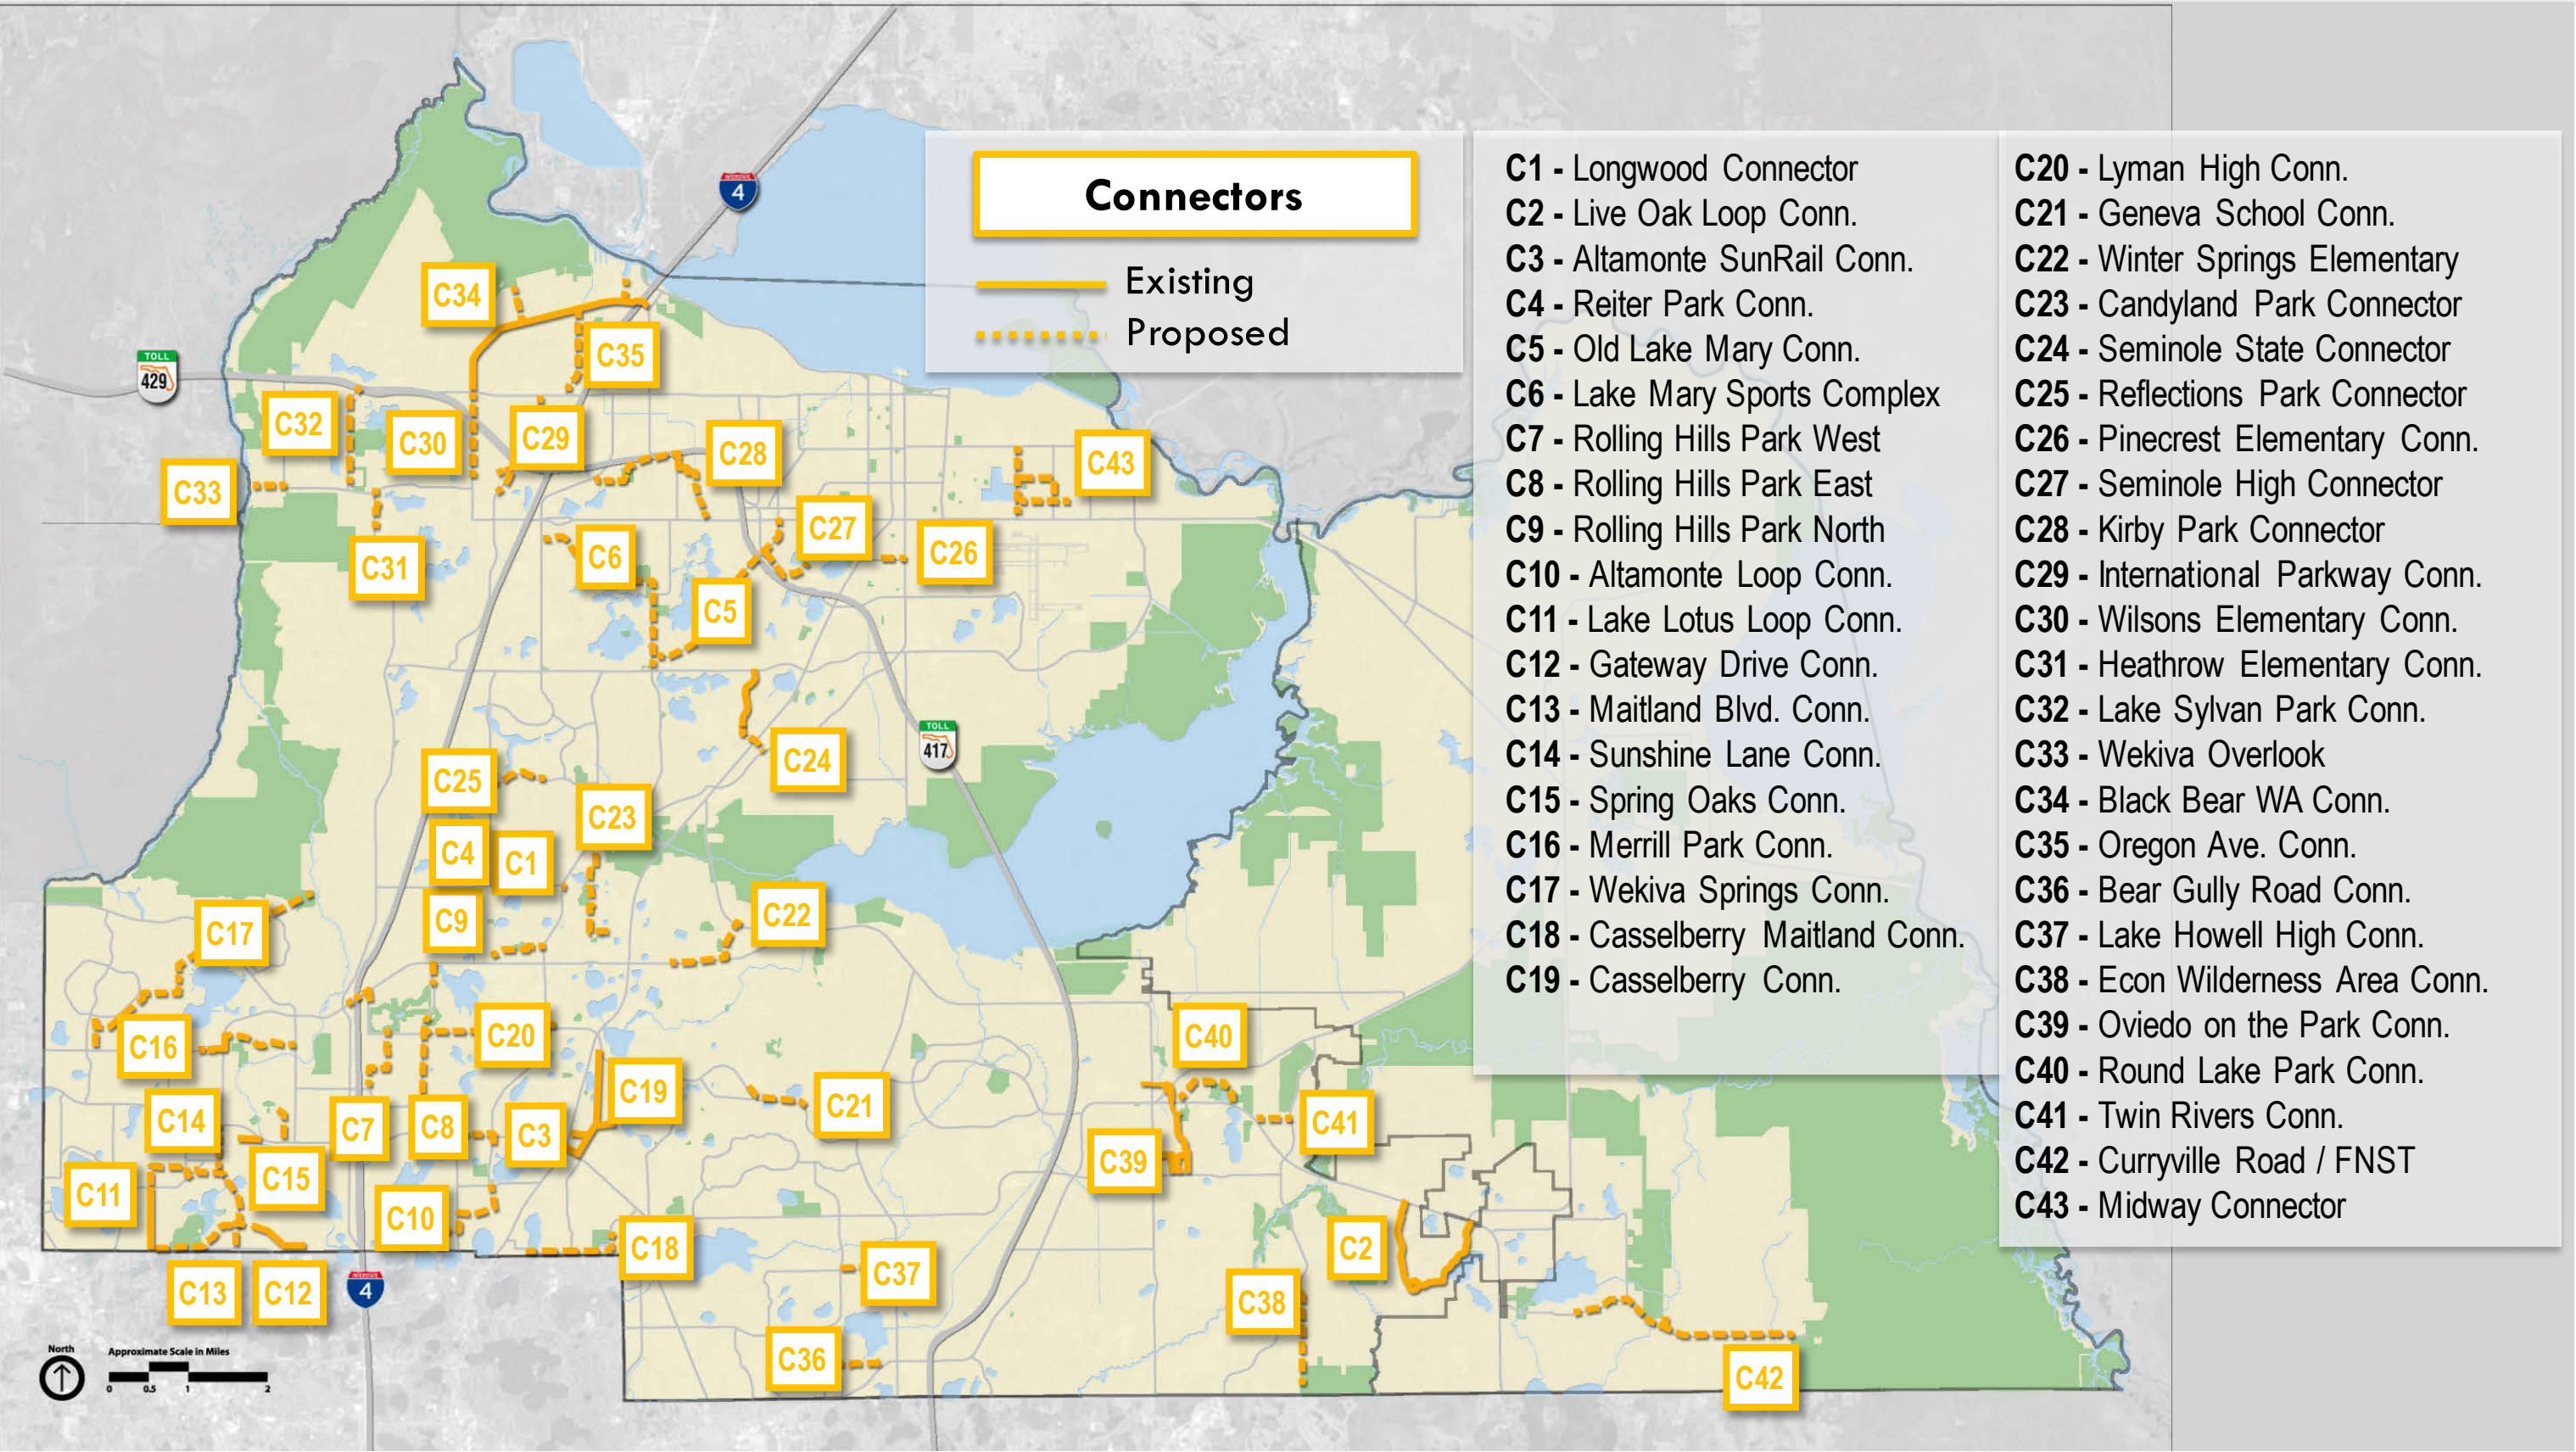 Connectors
Existing
Proposed
C1 - Longwood Connector
C2 - Live Oak Loop Conn.
C3 - Altamonte SunRail Conn.
C4 - Reiter Park Conn.
C5 - Old Lake Mary Conn.
C6 - Lake Mary Sports Complex
C7 - Rolling Hills Park West
C8 - Rolling Hills Park East
C9 - Rolling Hills Park North
C10 - Altamonte Loop Conn.
C11 - Lake Lotus Loop Conn.
C12 - Gateway Drive Conn.
C13 - Maitland Blvd. Conn.
C14 - Sunshine Lane Conn.
C15 - Spring Oaks Conn.
C16 - Merrill Park Conn.
C17 - Wekiva Springs Conn.
C18 - Casselberry Maitland Conn.
C19 - Casselberry Conn.
C20 - Lyman High Conn.
C21 - Geneva School Conn.
C22 - Winter Springs Elementary
C23 - Candyland Park Connector
C24 - Seminole State Connector
C25 - Reflections Park Connector
C26 - Pinecrest Elementary Conn.
C27 - Seminole High Connector
C28 - Kirby Park Connector
C29 - International Parkway Conn.
C30 - Wilsons Elementary Conn.
C31 - Heathrow Elementary Conn.
C32 - Lake Sylvan Park Conn.
C33 - Wekiva Overlook
C34 - Black Bear WA Conn.
C35 - Oregon Ave. Conn.
C36 - Bear Gully Road Conn.
C37 - Lake Howell High Conn.
C38 - Econ Wilderness Area Conn.
C39 - Oviedo on the Park Conn.
C40 - Round Lake Park Conn.
C41 - Twin Rivers Conn.
C42 - Curryville Road / FNST
C43 - Midway Connector
4
C34
C35
TOLL
429
C32
C30
C29
C28
C43
C33
C27
C26
C6
C31
C5
TOLL
417
C24
C25
C23
C4
C1
C9
C22
C17
C20
C40
C16
C19
C21
C14
C7
C8
C3
C41
C39
C15
C11
C10
C18
C2
C37
C13
C12
4
C38
C36
C42
North
Approximate Scale in Miles
0 0.5 1 2